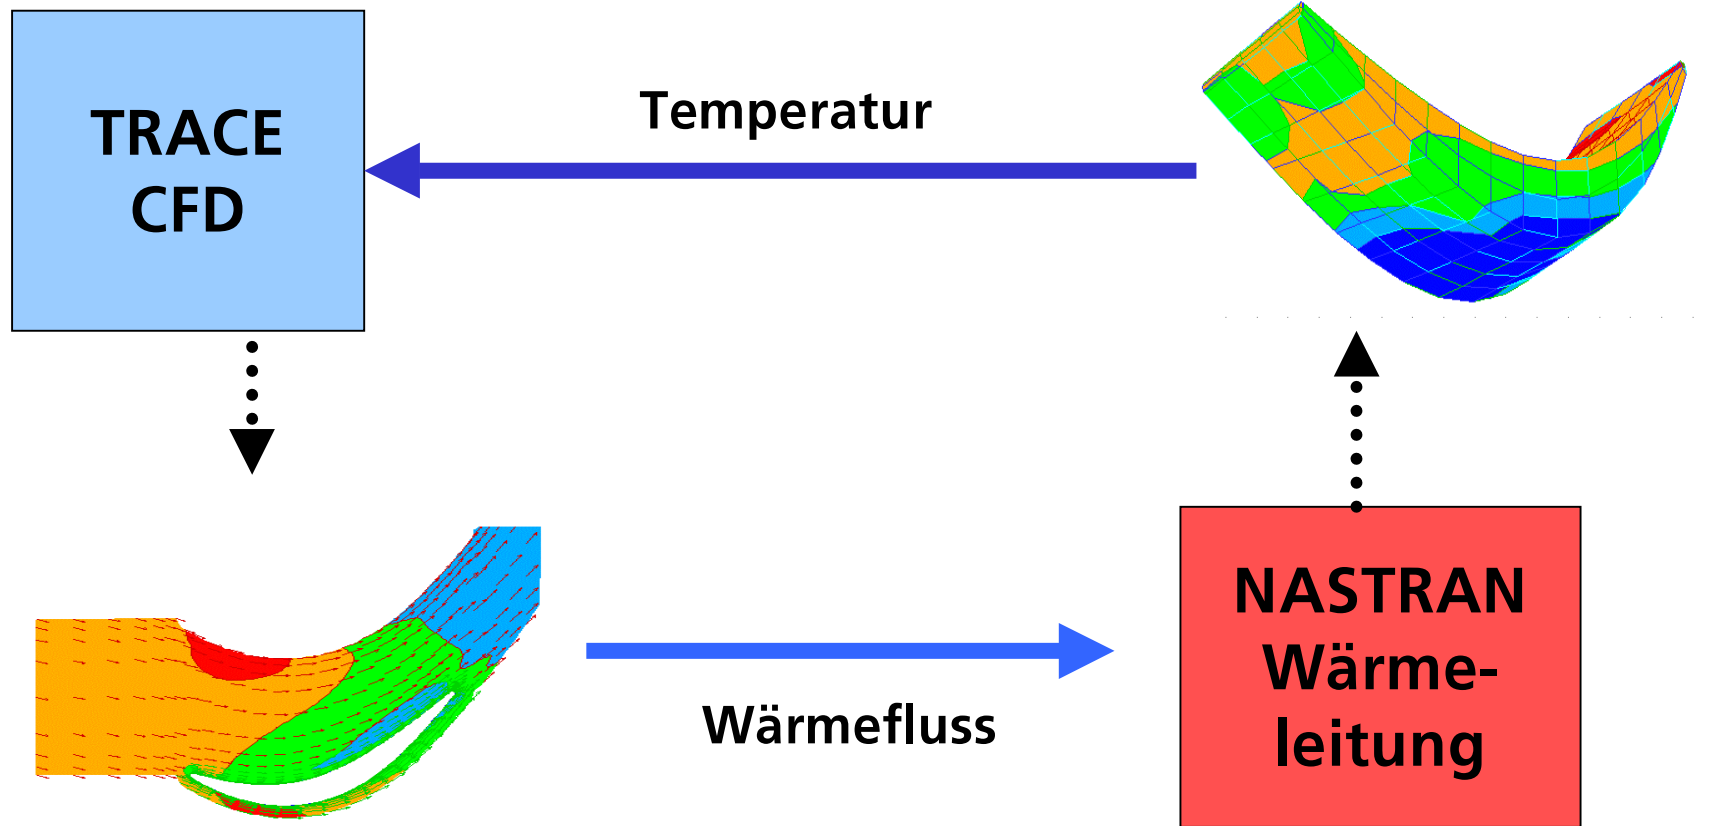 TRACE
CFD
Temperatur
Wärmefluss
NASTRAN
Wärme-
leitung